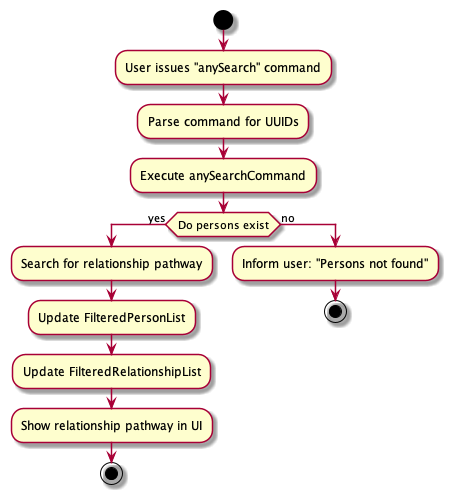 User issues "anySearch" command
Parse command for UUIDs
Execute anySearchCommand
yes
Do persons exist
no
Search for relationship pathway
Inform user: "Persons not found"
Update FilteredPersonList
Update FilteredRelationshipList
Show relationship pathway in UI